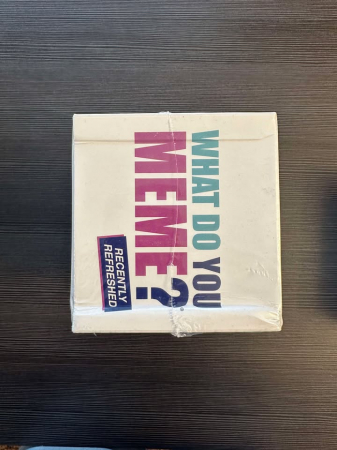 WHAT DO YOU
MEME?
RECENTLY
REFRESHED